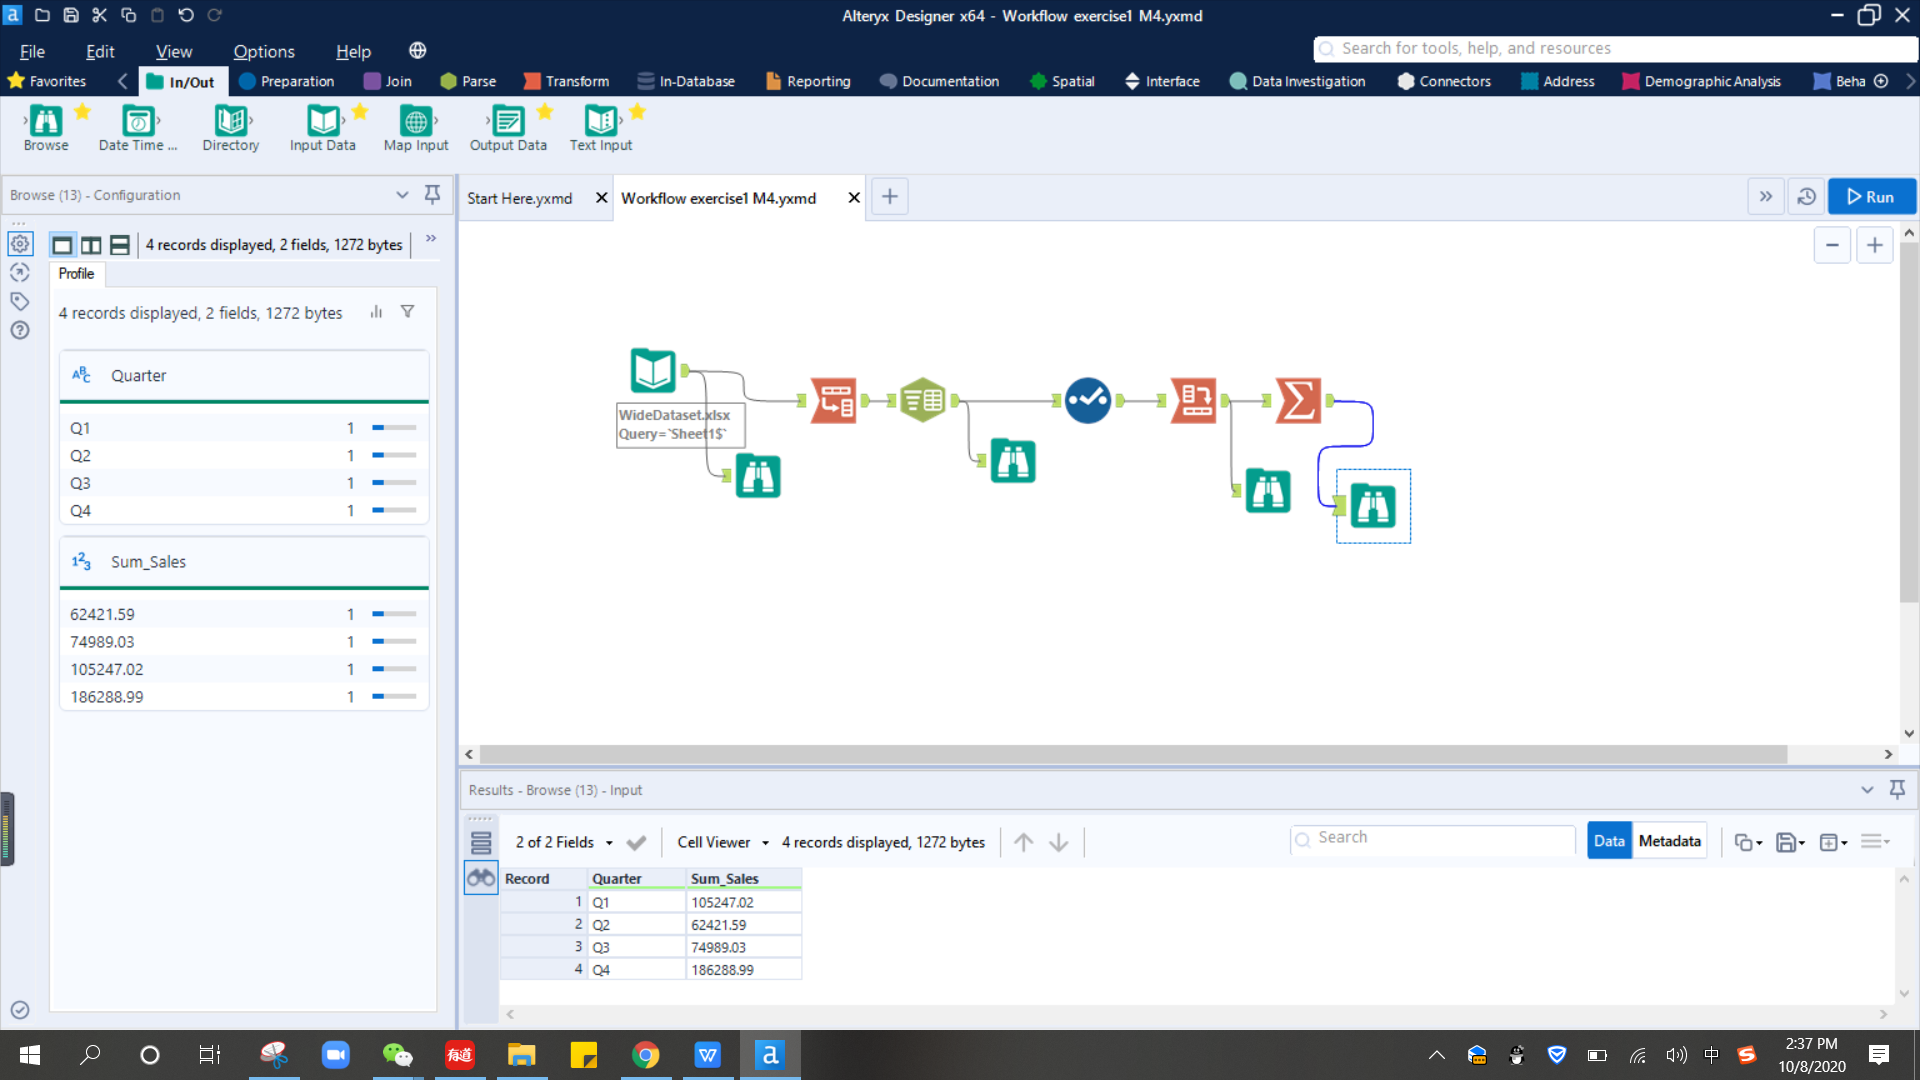 Alteryx Designer x64 - Workflow exercise1 M4.yxmd
File Edit View Options Help
Search for tools, help, and resources
Favorites In/Out Preparation Join Parse Transform In-Database Reporting Documentation Spatial Interface Data Investigation Connectors Address Demographic Analysis Beha
Browse Date Time ... Directory Input Data Map Input Output Data Text Input
Browse (13) - Configuration
Start Here.yxmd Workflow exercise1 M4.yxmd
Run
4 records displayed, 2 fields, 1272 bytes
Profile
4 records displayed, 2 fields, 1272 bytes
ABC Quarter
Q1 1
Q2 1
Q3 1
Q4 1
123 Sum_Sales
62421.59 1
74989.03 1
105247.02 1
186288.99 1
WideDataset.xlsx
Query=`Sheet1$`
Results - Browse (13) - Input
2 of 2 Fields Cell Viewer 4 records displayed, 1272 bytes Search Data Metadata
Record Quarter Sum_Sales
1 Q1 105247.02
2 Q2 62421.59
3 Q3 74989.03
4 Q4 186288.99
有道
中
2:37 PM
10/8/2020